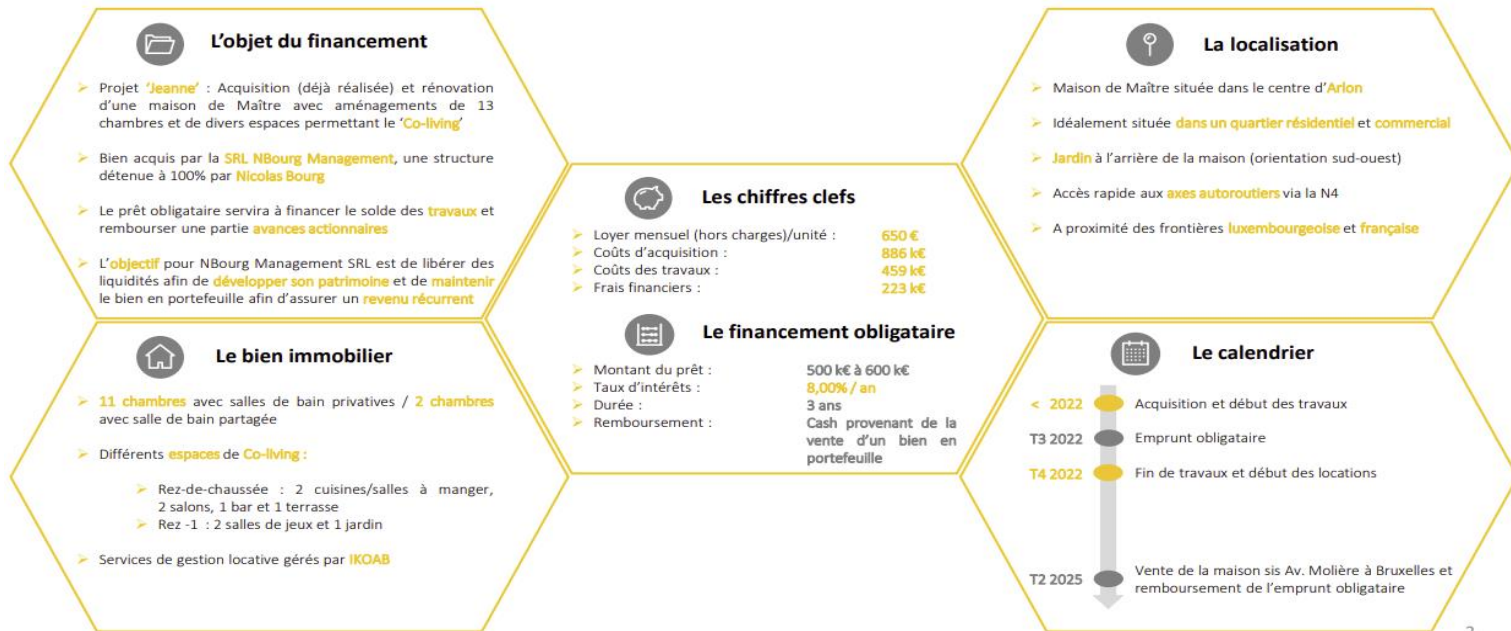 L'objet du financement
➢ Projet 'Jeanne' : Acquisition (déjà réalisée) et rénovation
d'une maison de Maître avec aménagements de 13
chambres et de divers espaces permettant le 'Co-living'
➢ Bien acquis par la SRL NBourg Management, une structure
détenue à 100% par Nicolas Bourg
➢ Le prêt obligataire servira à financer le solde des travaux et
rembourser une partie avances actionnaires
➢ L'objectif pour NBourg Management SRL est de libérer des
liquidités afin de développer son patrimoine et de maintenir
le bien en portefeuille afin d'assurer un revenu récurrent
Le bien immobilier
➢ 11 chambres avec salles de bain privatives / 2 chambres
avec salle de bain partagée
➢ Différents espaces de Co-living :
➢ Rez-de-chaussée : 2 cuisines/salles à manger,
2 salons, 1 bar et 1 terrasse
➢ Rez -1 : 2 salles de jeux et 1 jardin
➢ Services de gestion locative gérés par IKOAB
Les chiffres clefs
➢ Loyer mensuel (hors charges)/unité : 650 €
➢ Coûts d'acquisition : 886 k€
➢ Coûts des travaux : 459 k€
➢ Frais financiers : 223 k€
Le financement obligataire
➢ Montant du prêt : 500 k€ à 600 k€
➢ Taux d'intérêts : 8,00% / an
➢ Durée : 3 ans
➢ Remboursement : Cash provenant de la
vente d'un bien en
portefeuille
La localisation
➢ Maison de Maître située dans le centre d'Arlon
➢ Idéalement située dans un quartier résidentiel et commercial
➢ Jardin à l'arrière de la maison (orientation sud-ouest)
➢ Accès rapide aux axes autoroutiers via la N4
➢ A proximité des frontières luxembourgeoise et française
Le calendrier
< 2022 Acquisition et début des travaux
T3 2022 Emprunt obligataire
T4 2022 Fin de travaux et début des locations
T2 2025 Vente de la maison sis Av. Molière à Bruxelles et
remboursement de l'emprunt obligataire